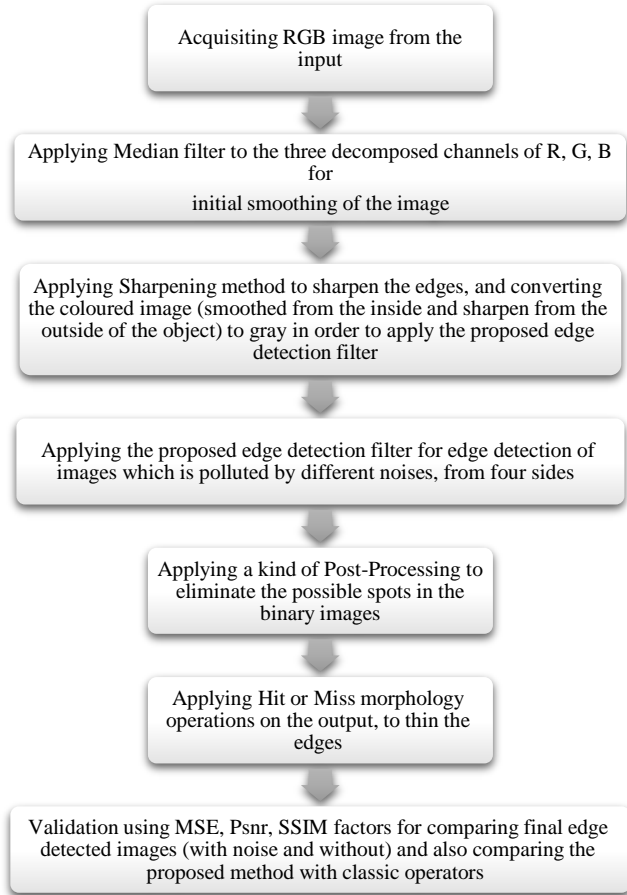 Acquisiting RGB image from the
input
Applying Median filter to the three decomposed channels of R, G, B
for
initial smoothing of the image
Applying Sharpening method to sharpen the edges, and converting
the coloured image (smoothed from the inside and sharpen from the
outside of the object) to gray in order to apply the proposed edge
detection filter
Applying the proposed edge detection filter for edge detection of
images which is polluted by different noises, from four sides
Applying a kind of Post-Processing to
eliminate the possible spots in the
binary images
Applying Hit or Miss morphology
operations on the output, to thin the
edges
Validation using MSE, Psnr, SSIM factors for comparing final edge
detected images (with noise and without) and also comparing the
proposed method with classic operators